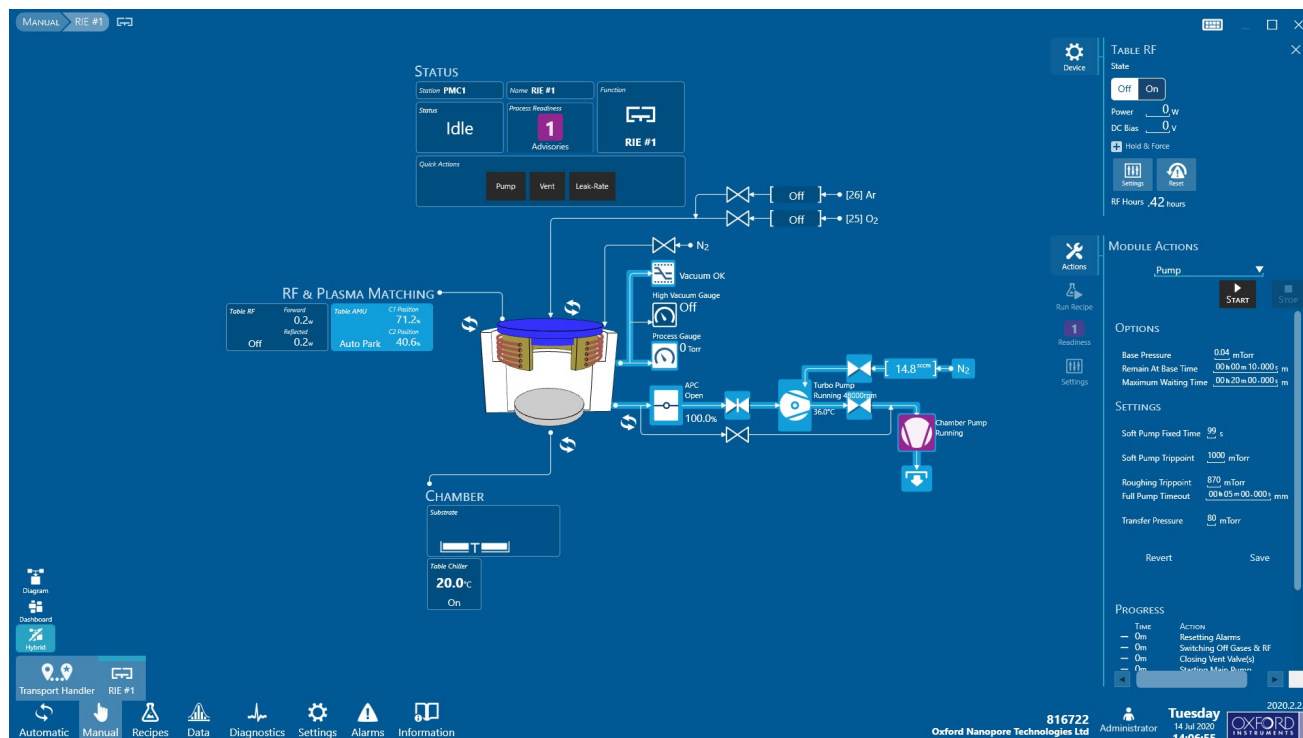 MANUAL RIE #1
STATUS
Station PMC1
Name RIE #1
Function
RIE #1
Status
Idle
Process Readiness
1
Advisories
Quick Actions
Pump Vent Leak-Rate
Off [26] Ar
Off [25] O2
N2
Vacuum OK
High Vacuum Gauge
Off
Process Gauge
0 Torr
RF & PLASMA MATCHING
Table RF
Forward
0.2w
Reflected
0.2w
Off
Table AMU
C1 Position
71.2%
C2 Position
40.6%
Auto Park
APC
Open
100.0%
14.8 sccm N2
Turbo Pump
Running 48000rpm
36.0°C
Chamber Pump
Running
CHAMBER
Substrate
T
Table Chiller
20.0°C
On
Device
TABLE RF
State
Off On
Power 0 W
DC Bias 0 V
Hold & Force
Settings Reset
RF Hours .42 hours
Actions
Run Recipe
1
Readiness
Settings
MODULE ACTIONS
Pump
START STOP
OPTIONS
Base Pressure 0.04 mTorr
Remain At Base Time 00h00m10.000s m
Maximum Waiting Time 00h20m00.000s m
SETTINGS
Soft Pump Fixed Time 99 s
Soft Pump Trippoint 1000 mTorr
Roughing Trippoint 870 mTorr
Full Pump Timeout 00h05m00.000s mm
Transfer Pressure 80 mTorr
Revert Save
PROGRESS
TIME ACTION
— 0m Resetting Alarms
— 0m Switching Off Gases & RF
— 0m Closing Vent Valve(s)
— 0m Starting Main Pump
Diagram
Dashboard
Hybrid
Transport Handler RIE #1
Automatic Manual Recipes Data Diagnostics Settings Alarms Information
816722
Oxford Nanopore Technologies Ltd
Administrator
Tuesday
14 Jul 2020
14:06:55
2020.2.2
OXFORD
INSTRUMENTS